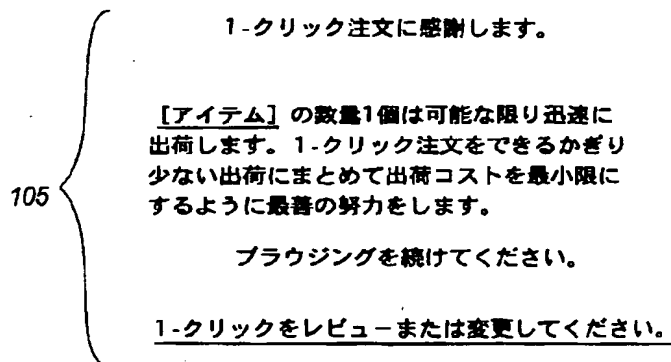 1-クリック注文に感謝します。
[アイテム] の数量1個は可能な限り迅速に
出荷します。1-クリック注文をできるかぎり
少ない出荷にまとめて出荷コストを最小限に
するように最善の努力をします。
105
ブラウジングを続けてください。
1-クリックをレビューまたは変更してください。